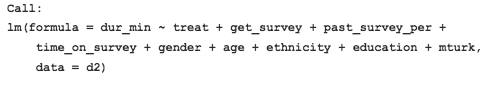 Call:
lm(formula = dur_min ~ treat + get_survey + past_survey_per +
time_on_survey + gender + age + ethnicity + education + mturk,
data = d2)